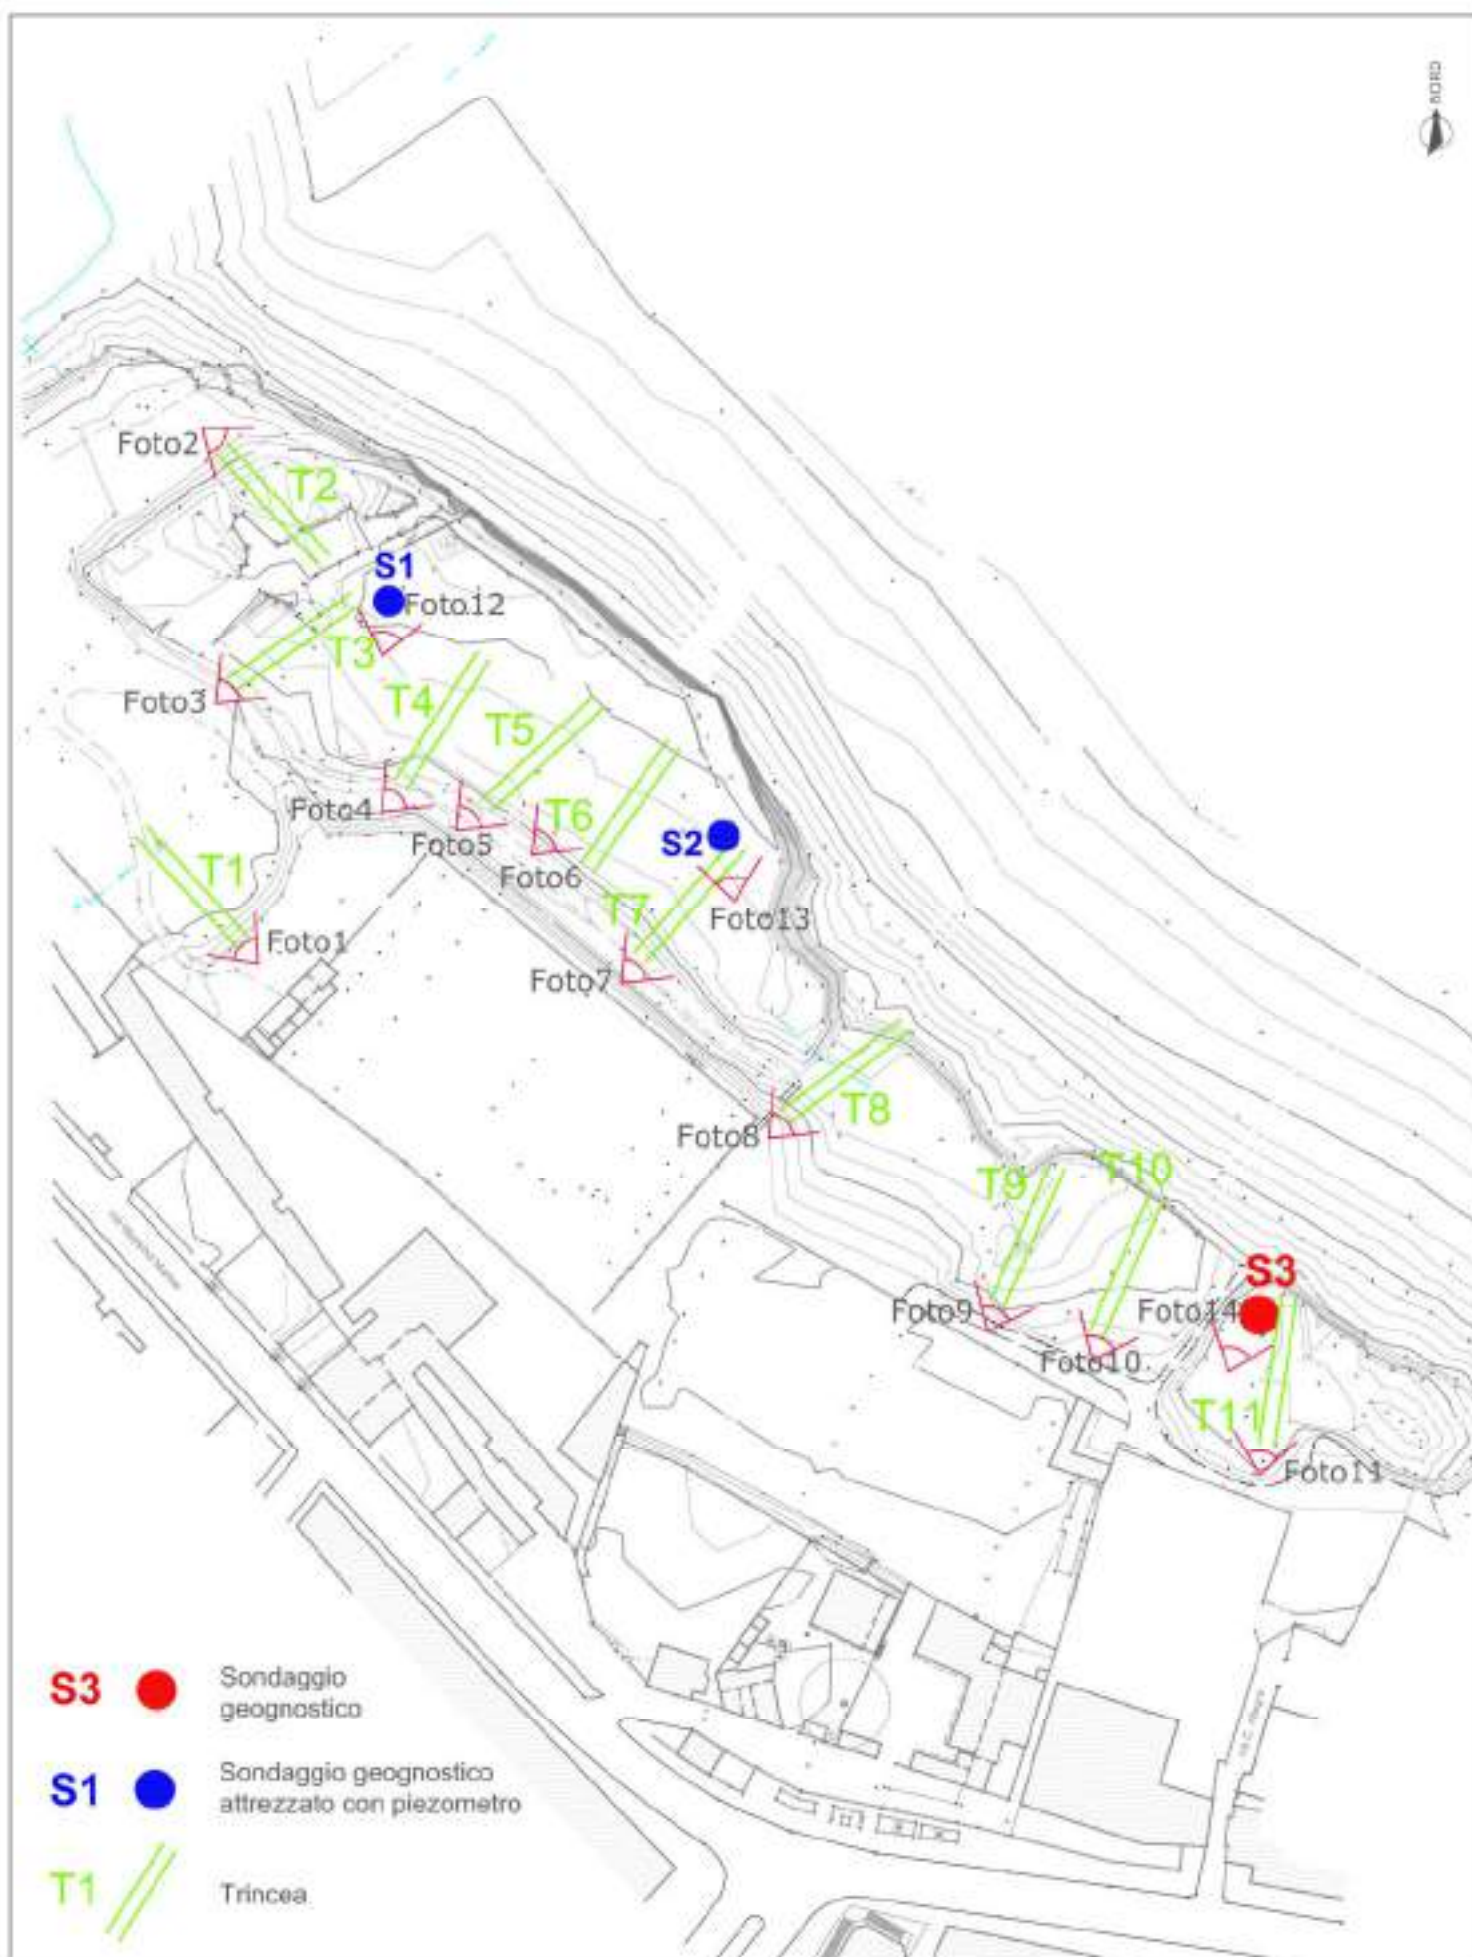 Foto2
T2
S1
Foto12
T3
Foto3
T4
T5
Foto4
T6
Foto5
S2
Foto6
T1
T7
Foto13
Foto1
Foto7
T8
Foto8
T9
T10
S3
Foto9
Foto14
Foto10
T11
Foto11
S3
Sondaggio
geognostico
S1
Sondaggio geognostico
attrezzato con piezometro
T1
Trincea